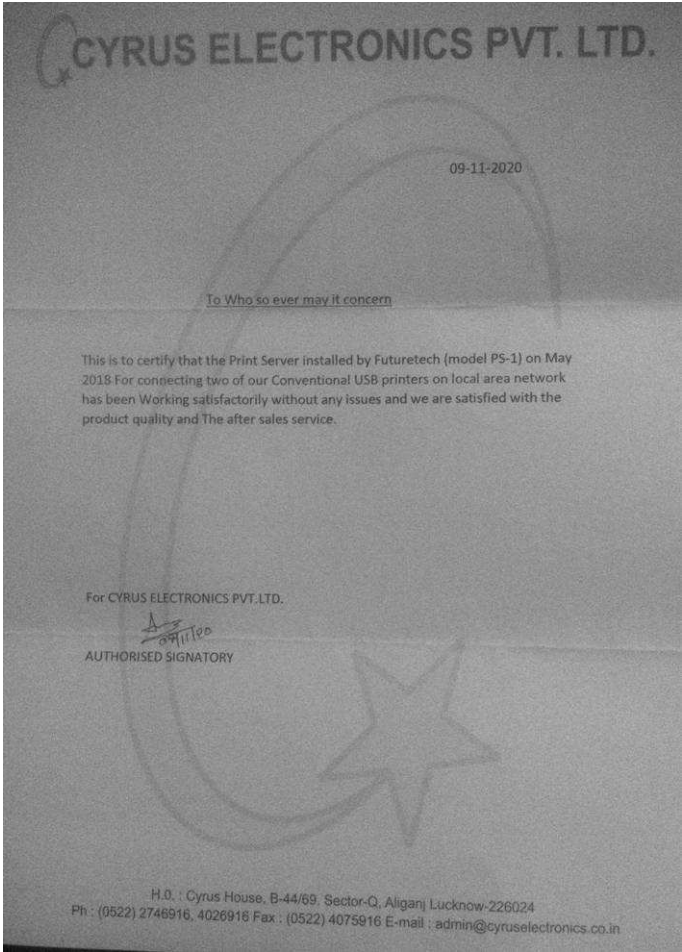 CYRUS ELECTRONICS PVT. LTD.
09-11-2020
To Who so ever may it concern
This is to certify that the Print Server installed by Futuretech (model PS-1) on May
2018 For connecting two of our Conventional USB printers on local area network
has been Working satisfactorily without any issues and we are satisfied with the
product quality and The after sales service.
For CYRUS ELECTRONICS PVT.LTD.
09/11/20
AUTHORISED SIGNATORY
H.0. : Cyrus House, B-44/69, Sector-Q, Aliganj Lucknow-226024
Ph : (0522) 2746916, 4026916 Fax : (0522) 4075916 E-mail : admin@cyruselectronics.co.in